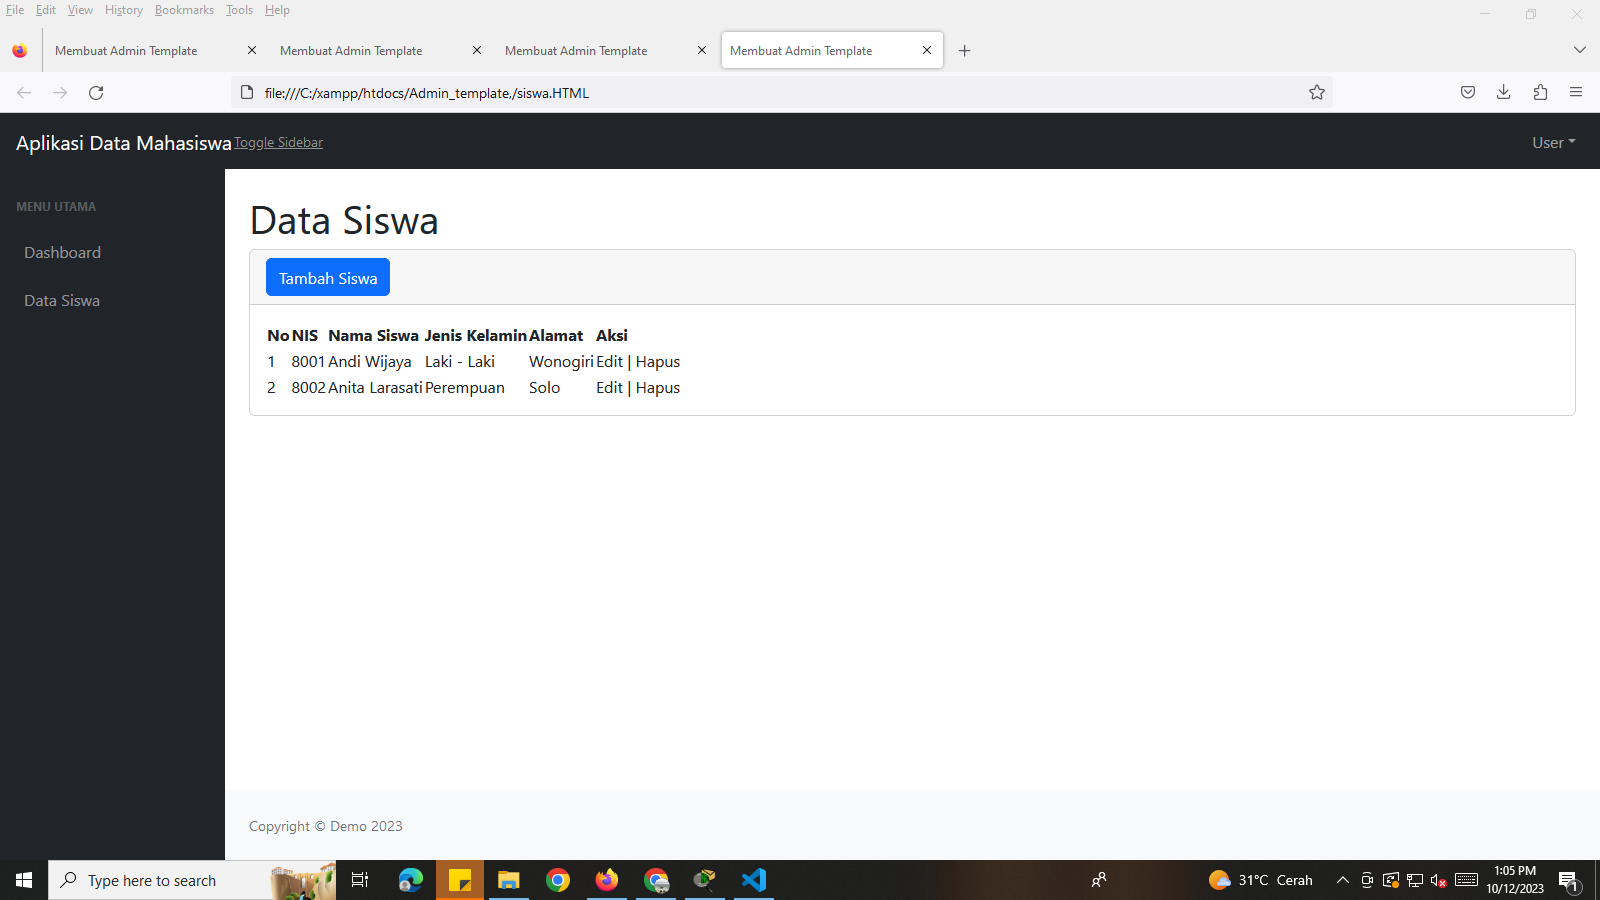 File Edit View History Bookmarks Tools Help
Membuat Admin Template Membuat Admin Template Membuat Admin Template Membuat Admin Template
file:///C:/xampp/htdocs/Admin_template,/siswa.HTML
Aplikasi Data Mahasiswa Toggle Sidebar User
MENU UTAMA
Dashboard
Data Siswa
Data Siswa
Tambah Siswa
No NIS Nama Siswa Jenis Kelamin Alamat Aksi
1 8001 Andi Wijaya Laki - Laki Wonogiri Edit | Hapus
2 8002 Anita Larasati Perempuan Solo Edit | Hapus
Copyright © Demo 2023
Type here to search
31°C Cerah
1:05 PM
10/12/2023
1